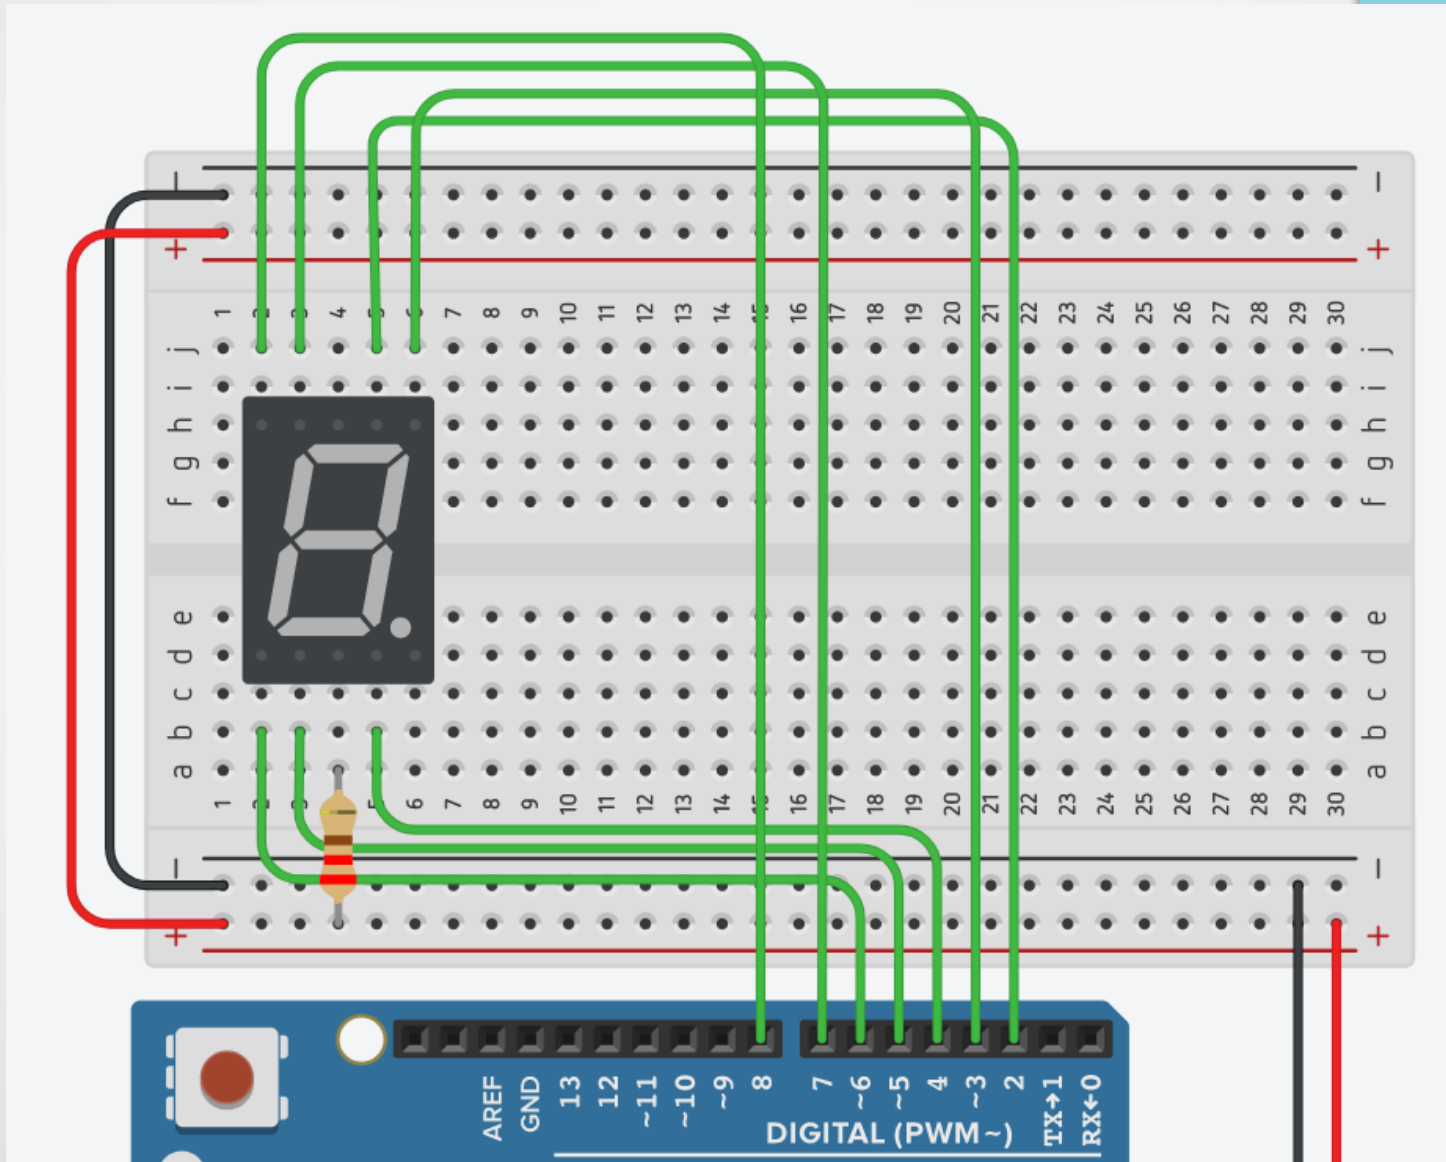 − −
+ +
1 2 3 4 5 6 7 8 9 10 11 12 13 14 15 16 17 18 19 20 21 22 23 24 25 26 27 28 29 30
j j
i i
h h
g g
f f
e e
d d
c c
b b
a a
1 2 3 4 5 6 7 8 9 10 11 12 13 14 15 16 17 18 19 20 21 22 23 24 25 26 27 28 29 30
− −
+ +
AREF GND 13 12 ~11 ~10 ~9 8 7 ~6 ~5 4 ~3 2 TX→1 RX←0
DIGITAL (PWM~)